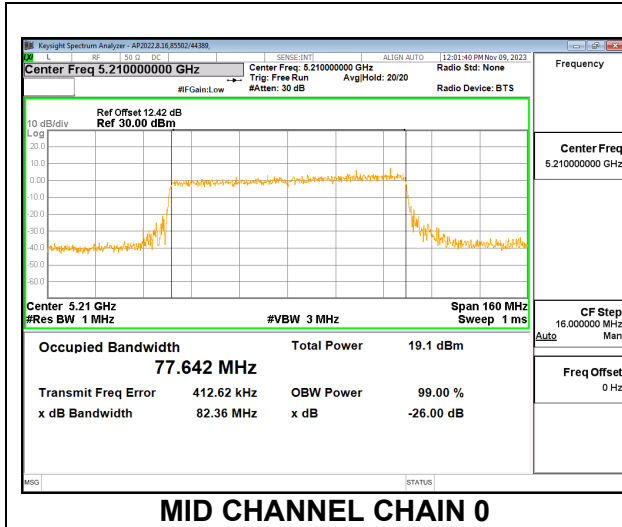 Keysight Spectrum Analyzer - AP2022.8.16,85502/44389,
L RF 50 Ω DC SENSE:INT ALIGN AUTO 12:01:40 PM Nov 09, 2023
Center Freq 5.210000000 GHz
Center Freq: 5.210000000 GHz Radio Std: None
Trig: Free Run Avg|Hold: 20/20
#IFGain:Low #Atten: 30 dB Radio Device: BTS
Frequency
Ref Offset 12.42 dB
10 dB/div Ref 30.00 dBm
Log
20.0
10.0
0.00
-10.0
-20.0
-30.0
-40.0
-50.0
-60.0
Center 5.21 GHz Span 160 MHz
#Res BW 1 MHz #VBW 3 MHz Sweep 1 ms
Center Freq
5.210000000 GHz
CF Step
16.000000 MHz
Auto Man
Freq Offset
0 Hz
Occupied Bandwidth Total Power 19.1 dBm
77.642 MHz
Transmit Freq Error 412.62 kHz OBW Power 99.00 %
x dB Bandwidth 82.36 MHz x dB -26.00 dB
MSG STATUS
MID CHANNEL CHAIN 0